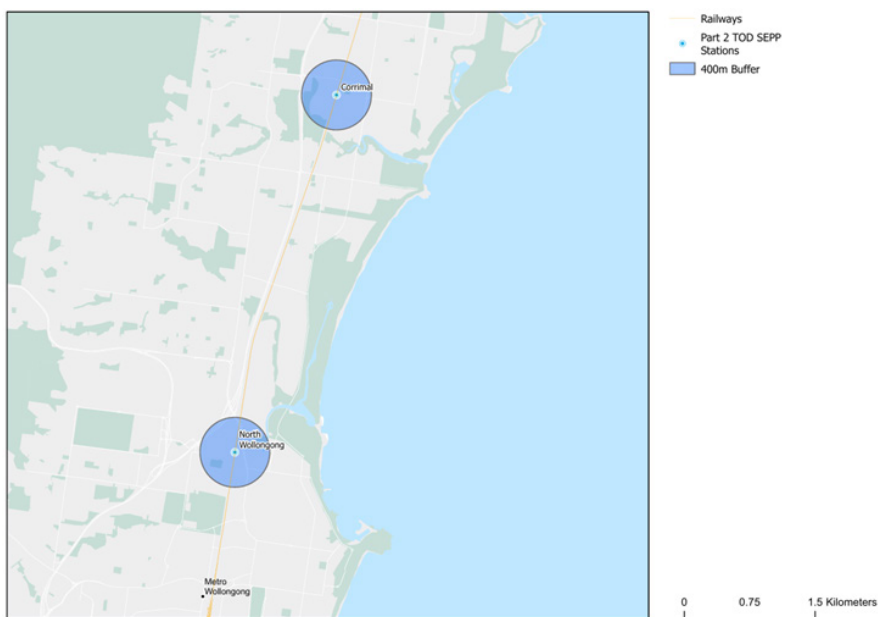 Railways
Part 2 TOD SEPP
Stations
400m Buffer
Corrimal
North
Wollongong
Metro
Wollongong
0 0.75 1.5 Kilometers